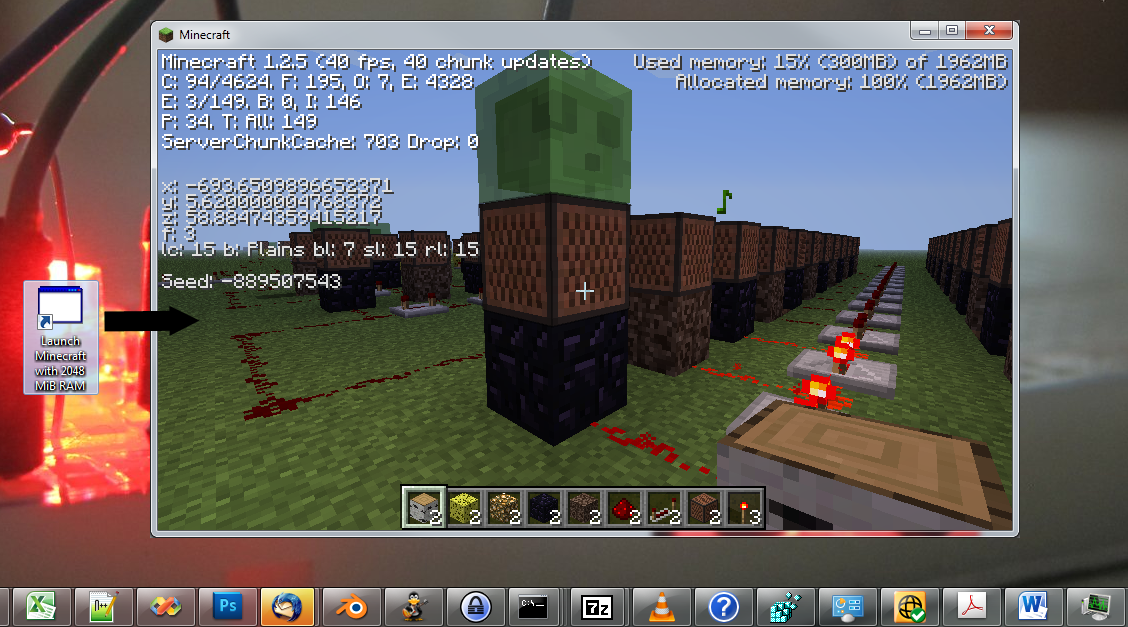 Minecraft
Minecraft 1.2.5 (40 fps, 40 chunk updates)
Used memory: 15% (300MB) of 1962MB
C: 94/4624, F: 195, O: 7, E: 4328
Allocated memory: 100% (1962MB)
E: 3/149, B: 0, I: 146
P: 34, T: All: 149
ServerChunkCache: 703 Drop: 0
x: -693.6509896652371
y: 5.620000004768372
z: 58.88474359415217
f: 3
lc: 15 b: Plains bl: 7 sl: 15 rl: 15
Seed: -889507543
Launch
Minecraft
with 2048
MiB RAM
2 2 2 2 2 2 2 2 3
Ps
C:\_
7z
?
W